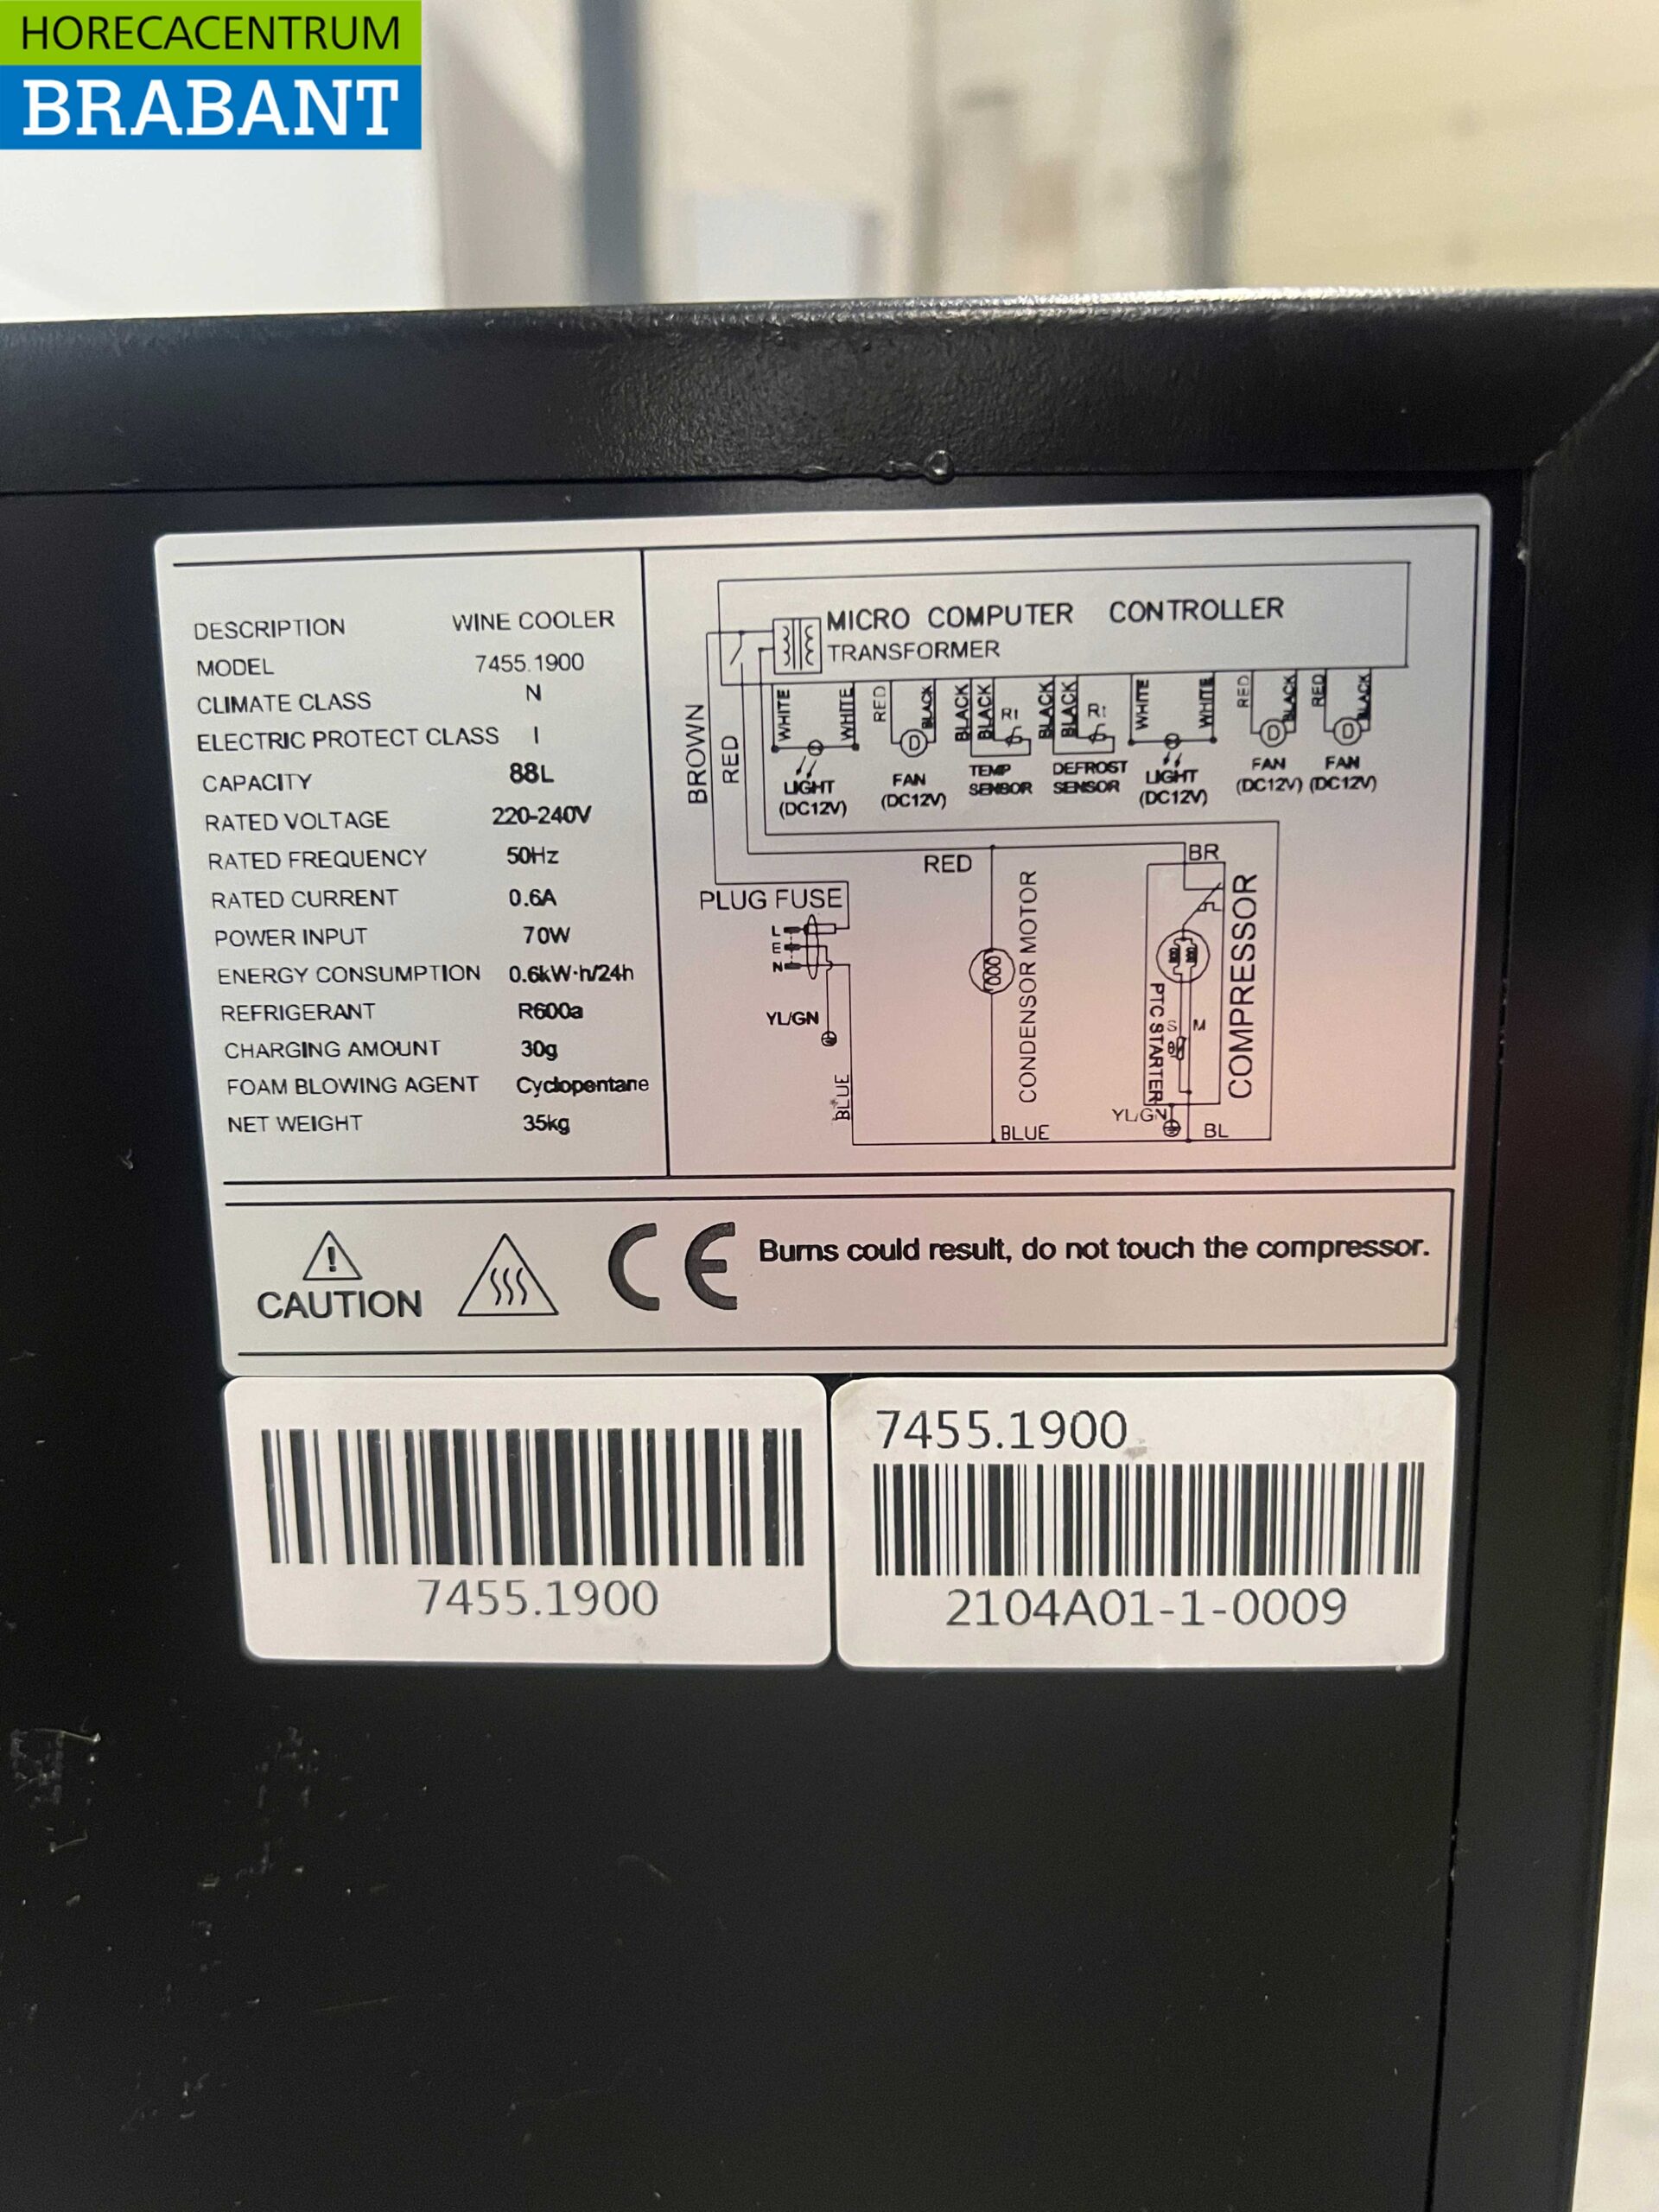 HORECACENTRUM
BRABANT
DESCRIPTION WINE COOLER
MODEL 7455.1900
CLIMATE CLASS N
ELECTRIC PROTECT CLASS I
CAPACITY 88L
RATED VOLTAGE 220-240V
RATED FREQUENCY 50Hz
RATED CURRENT 0.6A
POWER INPUT 70W
ENERGY CONSUMPTION 0.6kW·h/24h
REFRIGERANT R600a
CHARGING AMOUNT 30g
FOAM BLOWING AGENT Cyclopentane
NET WEIGHT 35kg
MICRO COMPUTER CONTROLLER
TRANSFORMER
BROWN
RED
WHITE WHITE RED BLACK BLACK BLACK Rt BLACK BLACK Rt WHITE WHITE RED BLACK RED BLACK
D D D
LIGHT (DC12V)
FAN (DC12V)
TEMP SENSOR
DEFROST SENSOR
LIGHT (DC12V)
FAN (DC12V)
FAN (DC12V)
RED
BR
PLUG FUSE
L
E
N
YL/GN
BLUE
CONDENSOR MOTOR
PTC STARTER
S M
θ
COMPRESSOR
YL/GN
BLUE
BL
CAUTION
CE
Burns could result, do not touch the compressor.
7455.1900
7455.1900
2104A01-1-0009